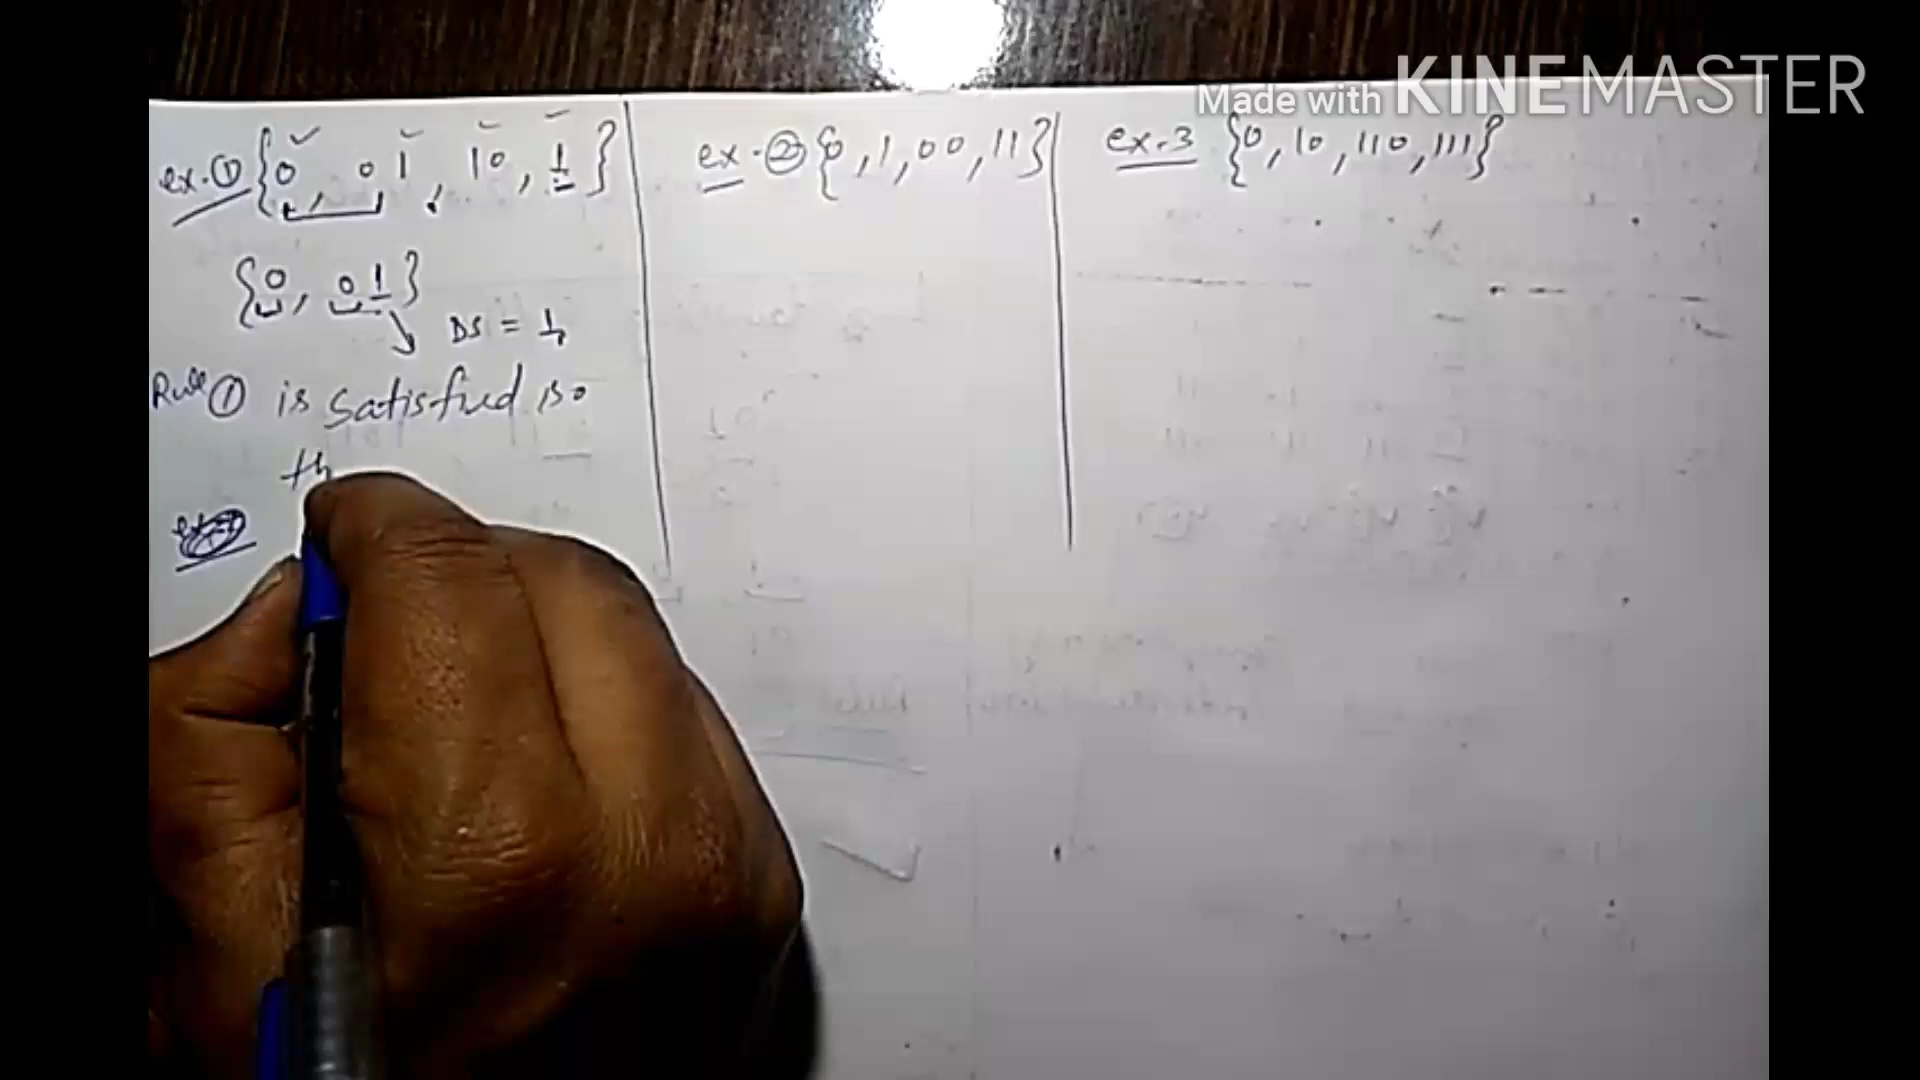 Made with KINEMASTER
ex.① {0, 01, 10, 1}
{0, 01}
DS = 1
Rule ① is satisfied so
th
ex.② {0, 1, 00, 11}
ex.3 {0, 10, 110, 111}